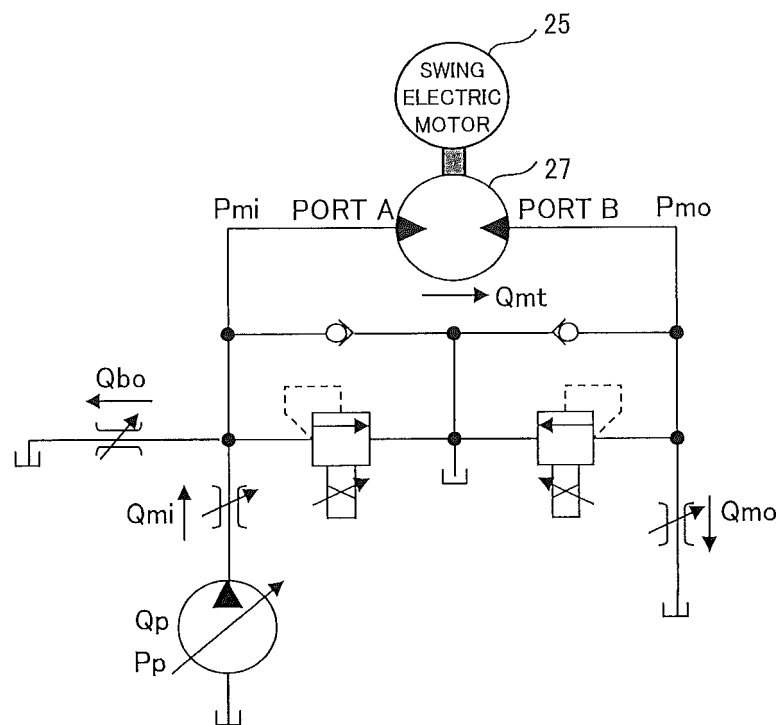 25
SWING
ELECTRIC
MOTOR
27
Pmi PORT A PORT B Pmo
Qmt
Qbo
Qmi
Qmo
Qp
Pp